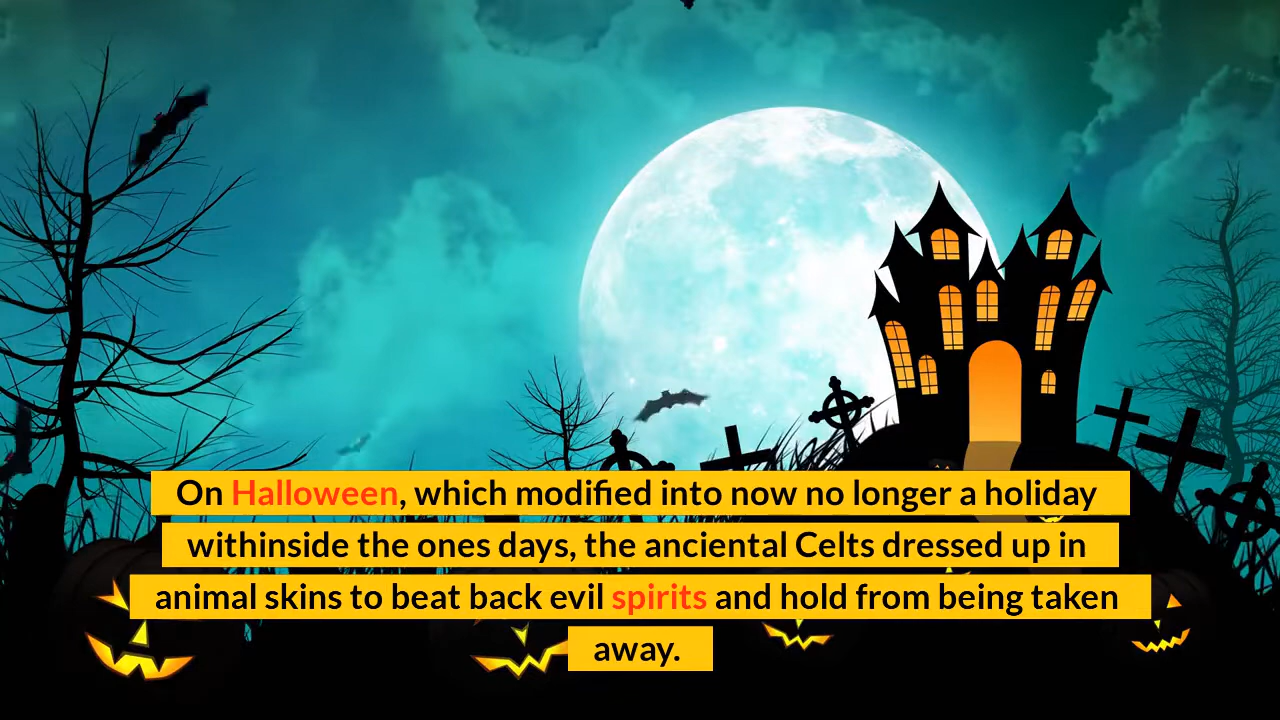 On Halloween, which modified into now no longer a holiday
withinside the ones days, the anciental Celts dressed up in
animal skins to beat back evil spirits and hold from being taken
away.